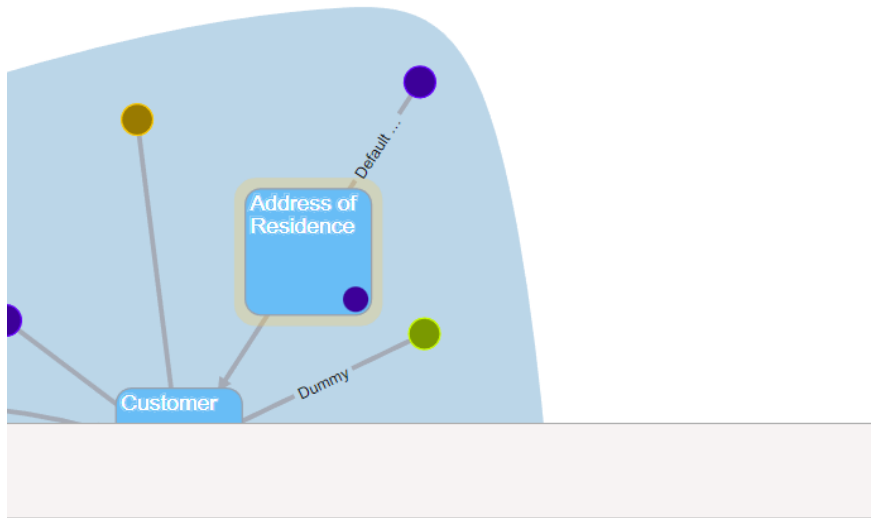 Default ...
Address of
Residence
Dummy
Customer